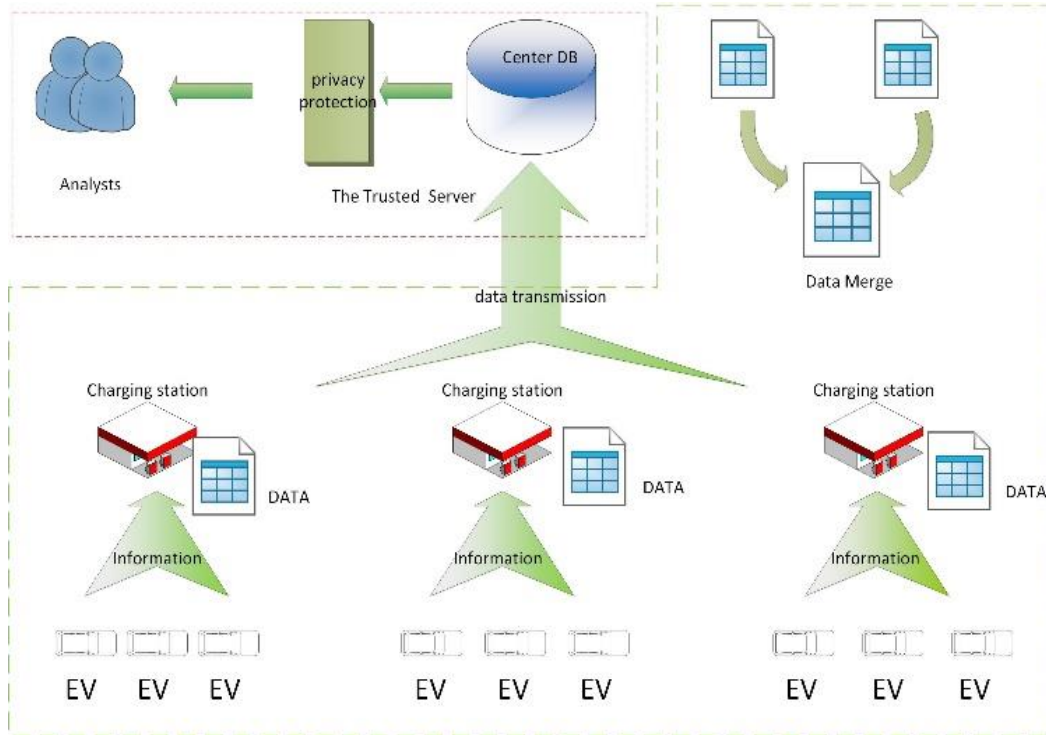 Center DB
privacy
protection
Analysts
The Trusted Server
Data Merge
data transmission
Charging station
Charging station
Charging station
DATA
DATA
DATA
Information
Information
Information
EV EV EV
EV EV EV
EV EV EV